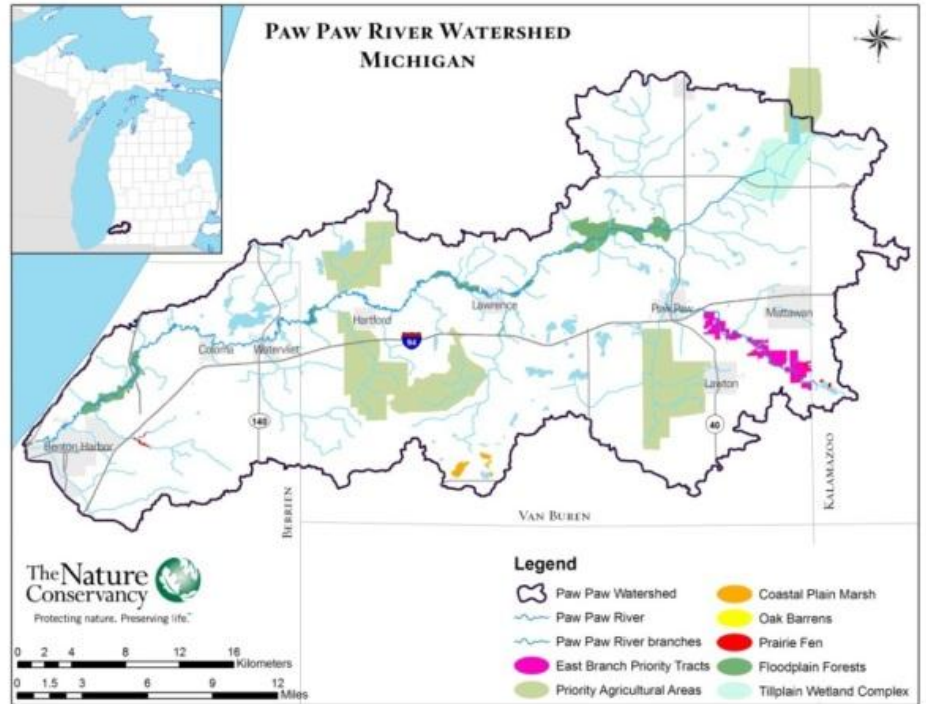 PAW PAW RIVER WATERSHED
MICHIGAN
Coloma
Watervliet
Hartford
Lawrence
Paw Paw
Mattawan
Lawton
Benton Harbor
94
140
40
BERRIEN
VAN BUREN
KALAMAZOO
The Nature
Conservancy
Protecting nature. Preserving life.
0 2 4 8 12 16
Kilometers
0 1.5 3 6 9 12
Miles
Legend
Paw Paw Watershed
Paw Paw River
Paw Paw River branches
East Branch Priority Tracts
Priority Agricultural Areas
Coastal Plain Marsh
Oak Barrens
Prairie Fen
Floodplain Forests
Tillplain Wetland Complex